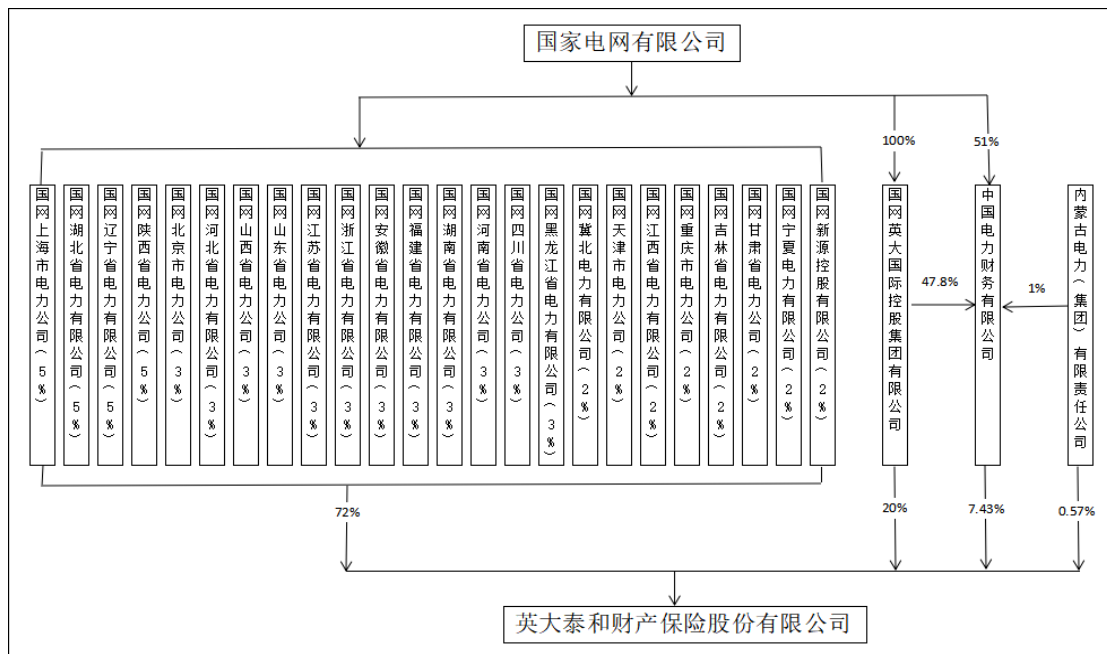 国家电网有限公司
100%
51%
国网上海市电力公司(5%)
国网湖北省电力有限公司(5%)
国网辽宁省电力有限公司(5%)
国网陕西省电力公司(5%)
国网北京市电力公司(3%)
国网河北省电力有限公司(3%)
国网山西省电力公司(3%)
国网山东省电力公司(3%)
国网江苏省电力有限公司(3%)
国网浙江省电力有限公司(3%)
国网安徽省电力有限公司(3%)
国网福建省电力有限公司(3%)
国网湖南省电力有限公司(3%)
国网河南省电力公司(3%)
国网四川省电力公司(3%)
国网黑龙江省电力有限公司(3%)
国网冀北电力有限公司(2%)
国网天津市电力公司(2%)
国网江西省电力有限公司(2%)
国网重庆市电力公司(2%)
国网吉林省电力有限公司(2%)
国网甘肃省电力公司(2%)
国网宁夏电力有限公司(2%)
国网新源控股有限公司(2%)
国网英大国际控股集团有限公司
47.8%
中国电力财务有限公司
1%
内蒙古电力(集团)有限责任公司
72%
20%
7.43%
0.57%
英大泰和财产保险股份有限公司